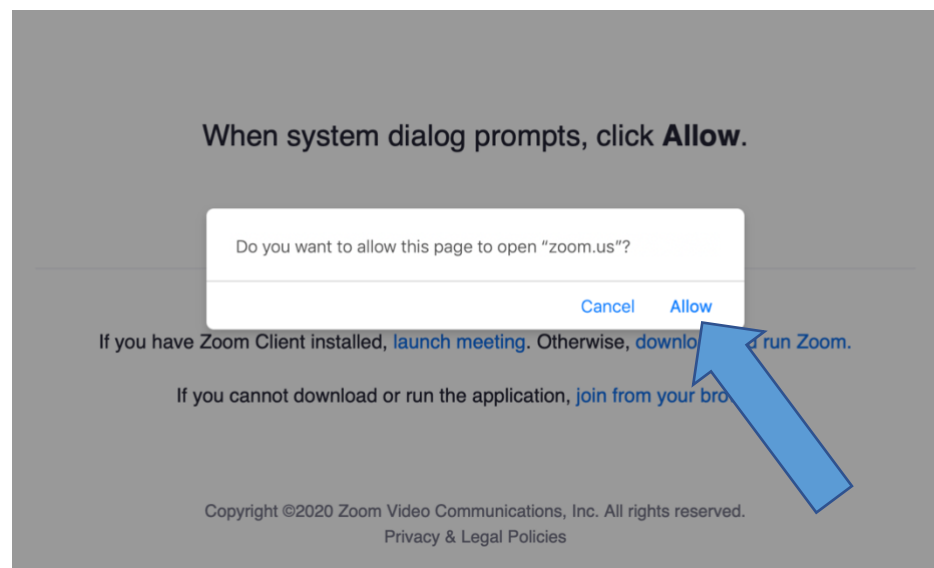 When system dialog prompts, click Allow.
Do you want to allow this page to open “zoom.us”?
Cancel Allow
If you have Zoom Client installed, launch meeting. Otherwise, run Zoom.
If you cannot download or run the application, join from your
Copyright ©2020 Zoom Video Communications, Inc. All rights reserved.
Privacy & Legal Policies